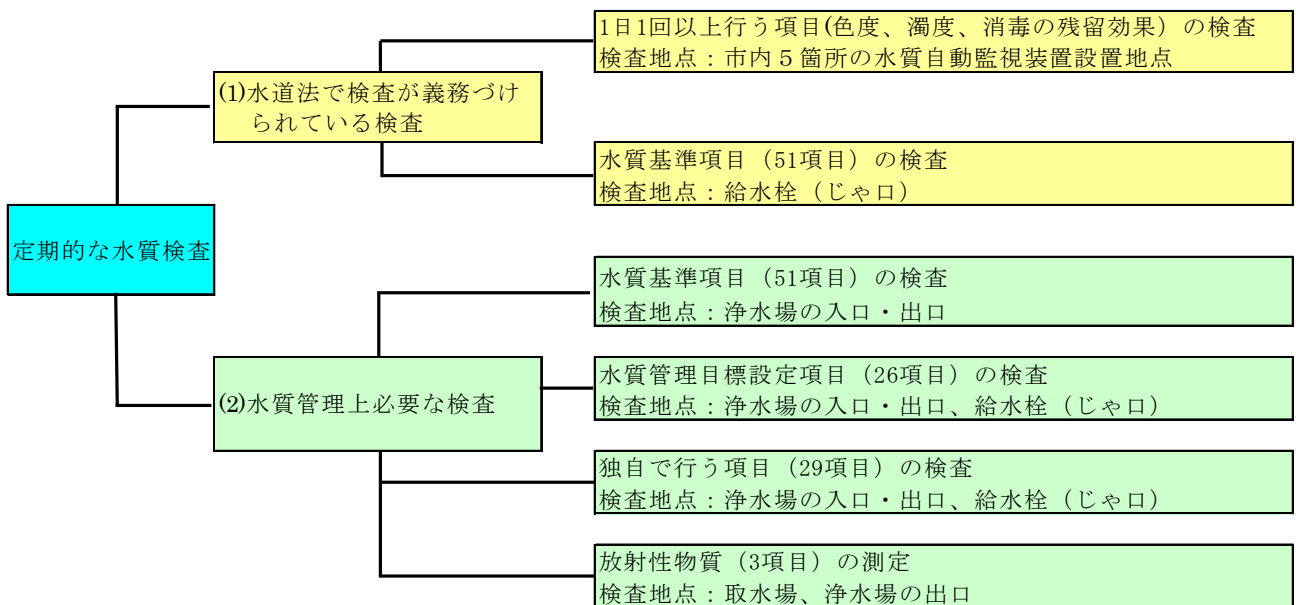 定期的な水質検査
(1)水道法で検査が義務づけ
られている検査
1日1回以上行う項目(色度、濁度、消毒の残留効果）の検査
検査地点：市内５箇所の水質自動監視装置設置地点
水質基準項目（51項目）の検査
検査地点：給水栓（じゃ口）
(2)水質管理上必要な検査
水質基準項目（51項目）の検査
検査地点：浄水場の入口・出口
水質管理目標設定項目（26項目）の検査
検査地点：浄水場の入口・出口、給水栓（じゃ口）
独自で行う項目（29項目）の検査
検査地点：浄水場の入口・出口、給水栓（じゃ口）
放射性物質（3項目）の測定
検査地点：取水場、浄水場の出口